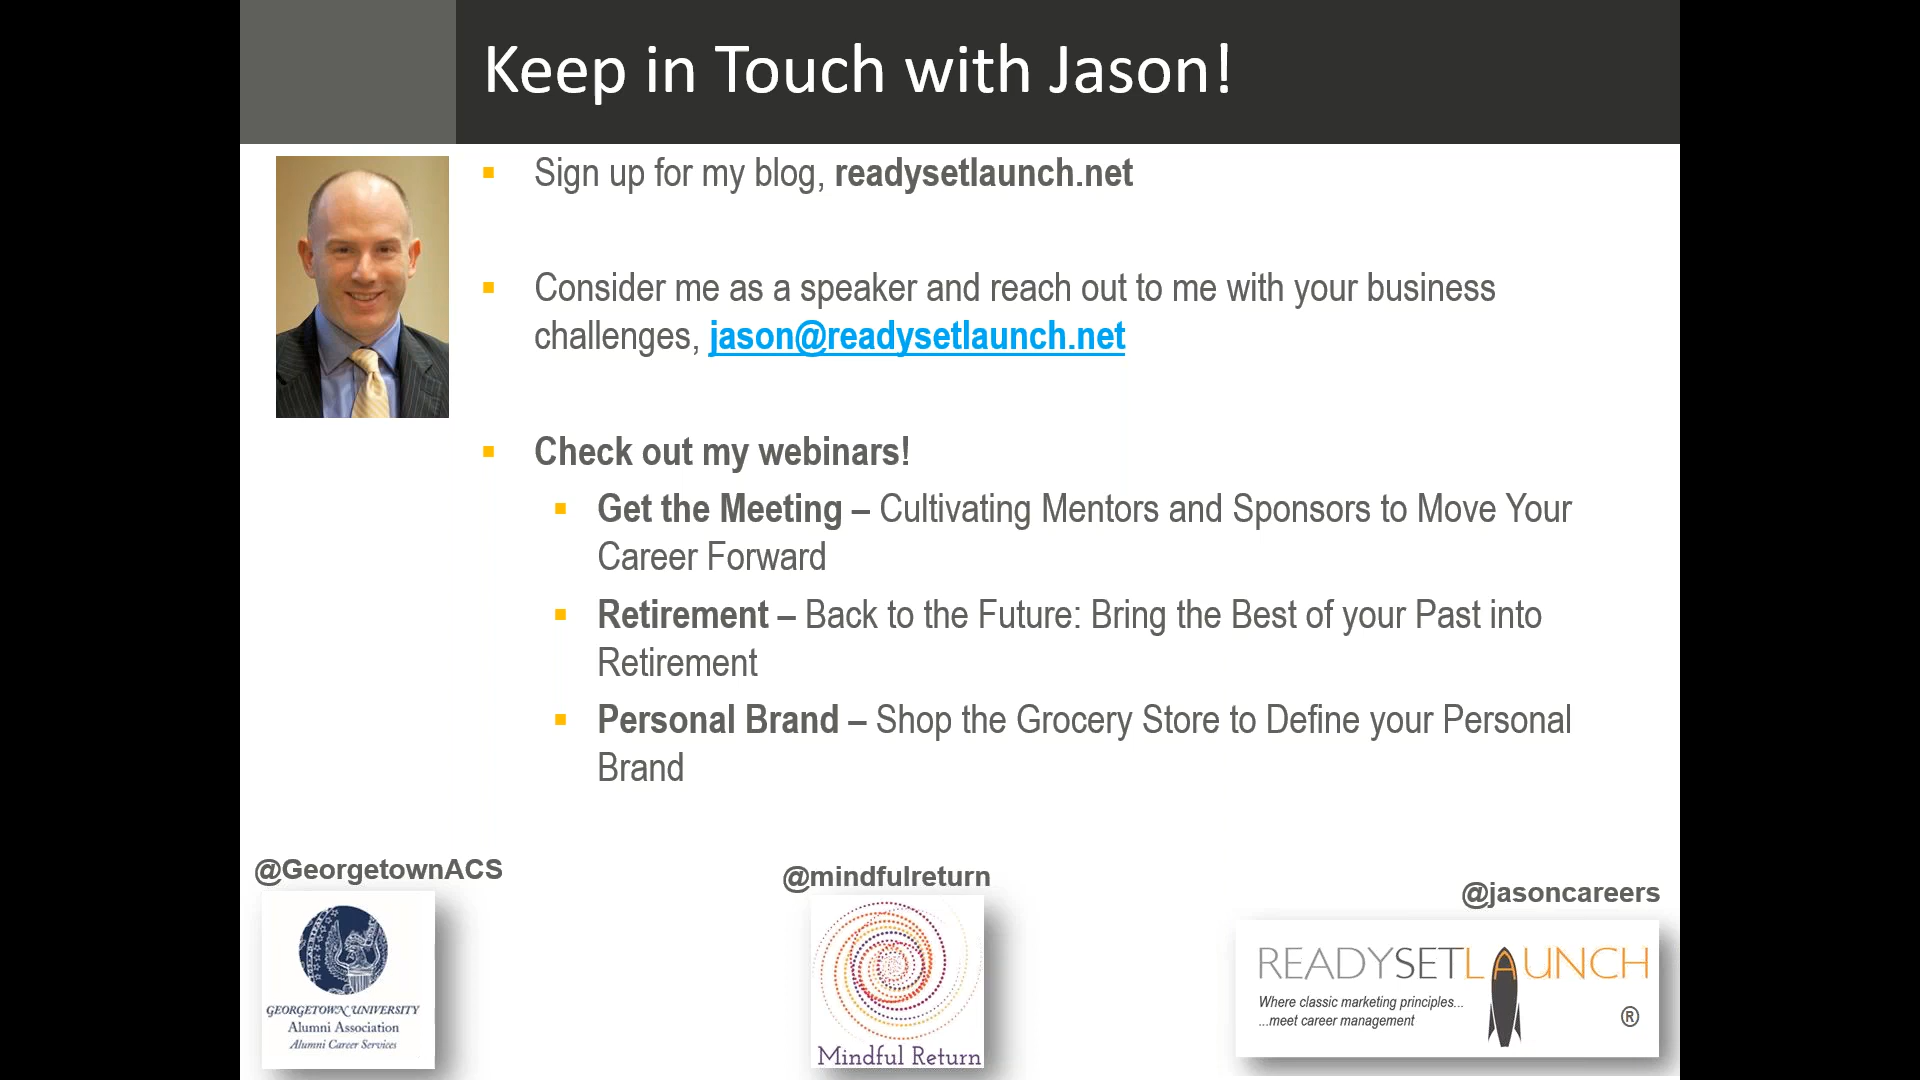 Keep in Touch with Jason!
Sign up for my blog, readysetlaunch.net
Consider me as a speaker and reach out to me with your business
challenges, jason@readysetlaunch.net
Check out my webinars!
Get the Meeting – Cultivating Mentors and Sponsors to Move Your
Career Forward
Retirement – Back to the Future: Bring the Best of your Past into
Retirement
Personal Brand – Shop the Grocery Store to Define your Personal
Brand
@GeorgetownACS
GEORGETOWN UNIVERSITY
Alumni Association
Alumni Career Services
@mindfulreturn
Mindful Return
@jasoncareers
READYSETLAUNCH
Where classic marketing principles...
...meet career management
®